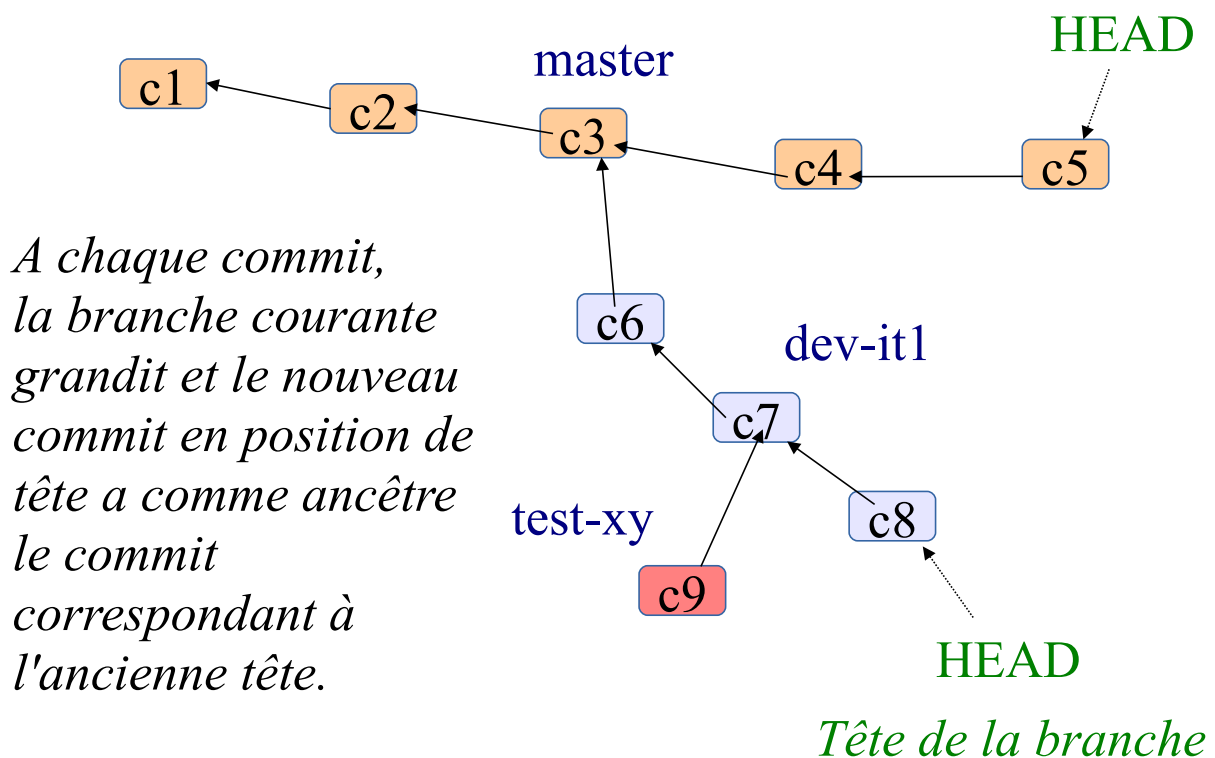 HEAD
master
c1
c2
c3
c4
c5
A chaque commit,
la branche courante
grandit et le nouveau
commit en position de
tête a comme ancêtre
le commit
correspondant à
l'ancienne tête.
c6
dev-it1
c7
test-xy
c8
c9
HEAD
Tête de la branche